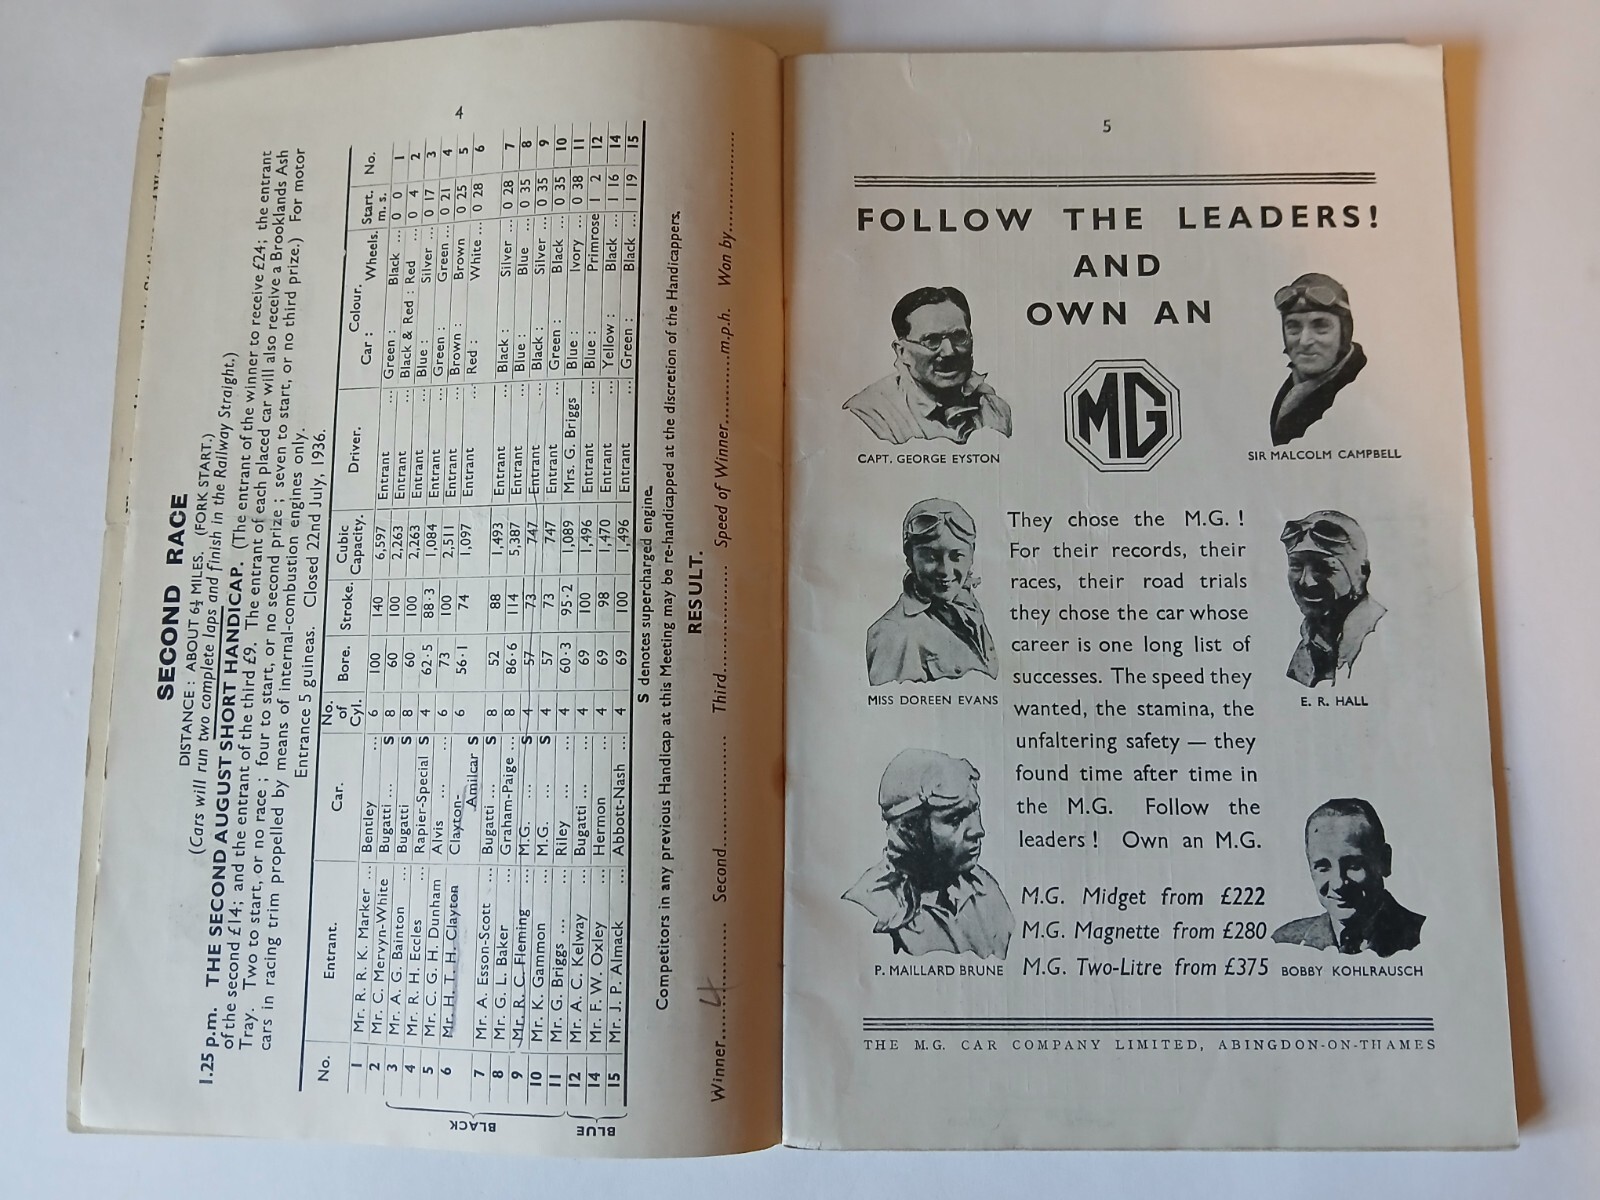 4
SECOND RACE
DISTANCE : ABOUT 6½ MILES. (FORK START.)
(Cars will run two complete laps and finish in the Railway Straight.)
1.25 p.m. THE SECOND AUGUST SHORT HANDICAP. (The entrant of the winner to receive £24; the entrant
of the second £14; and the entrant of the third £9. The entrant of each placed car will also receive a Brooklands Ash
Tray. Two to start, or no race ; four to start, or no second prize ; seven to start, or no third prize.) For motor
cars in racing trim propelled by means of internal-combustion engines only.
Entrance 5 guineas. Closed 22nd July, 1936.
No. Entrant. Car. No. of Cyl. Bore. Stroke. Cubic Capacity. Driver. Colour. Car : Wheels. Start. m. s. No.
1 Mr. R. R. K. Marker ... Bentley ... 6 100 140 6,597 Entrant ... Green : Black ... 0 0 1
2 Mr. C. Mervyn-White Bugatti ... S 8 60 100 2,263 Entrant ... Black & Red : Red 0 4 2
3 Mr. A. G. Bainton Bugatti S 8 60 100 2,263 Entrant ... Blue : Silver ... 0 17 3
4 Mr. R. H. Eccles Rapier-Special S 4 62·5 88·3 1,084 Entrant ... Green : Green ... 0 21 4
5 Mr. C. G. H. Dunham Alvis ... 6 73 100 2,511 Entrant ... Brown : Brown 0 25 5
6 Mr. H. T. H. Clayton Clayton-Amilcar S 6 56·1 74 1,097 Entrant ... Red : White ... 0 28 6
7 Mr. A. Esson-Scott ... Bugatti ... S 8 52 88 1,493 Entrant ... Black : Silver ... 0 28 7
8 Mr. G. L. Baker ... Graham-Paige ... 8 86·6 114 5,387 Entrant ... Blue : Blue ... 0 35 8
9 Mr. R. C. Fleming ... M.G. ... S 4 57 73 747 Entrant ... Black : Silver ... 0 35 9
10 Mr. K. Gammon ... M.G. ... S 4 57 73 747 Entrant ... Green : Black ... 0 35 10
11 Mr. G. Briggs ... Riley ... 4 60·3 95·2 1,089 Mrs. G. Briggs Blue : Ivory ... 0 38 11
12 Mr. A. C. Kelway ... Bugatti ... 4 69 100 1,496 Entrant ... Blue : Primrose 1 2 12
14 Mr. F. W. Oxley ... Hermon ... 4 69 98 1,470 Entrant ... Yellow : Black ... 1 16 14
15 Mr. J. P. Almack ... Abbott-Nash ... 4 69 100 1,496 Entrant ... Green : Black ... 1 19 15
BLACK
BLUE
S denotes supercharged engine.
Competitors in any previous Handicap at this Meeting may be re-handicapped at the discretion of the Handicappers.
RESULT.
Winner.... 4 .... Second............ Third............ Speed of Winner............m.p.h. Won by............
5
FOLLOW THE LEADERS!
AND
OWN AN
MG
CAPT. GEORGE EYSTON
SIR MALCOLM CAMPBELL
They chose the M.G. !
For their records, their
races, their road trials
they chose the car whose
career is one long list of
successes. The speed they
wanted, the stamina, the
unfaltering safety — they
found time after time in
the M.G. Follow the
leaders ! Own an M.G.
MISS DOREEN EVANS
E. R. HALL
M.G. Midget from £222
M.G. Magnette from £280
M.G. Two-Litre from £375
P. MAILLARD BRUNE
BOBBY KOHLRAUSCH
THE M.G. CAR COMPANY LIMITED, ABINGDON-ON-THAMES